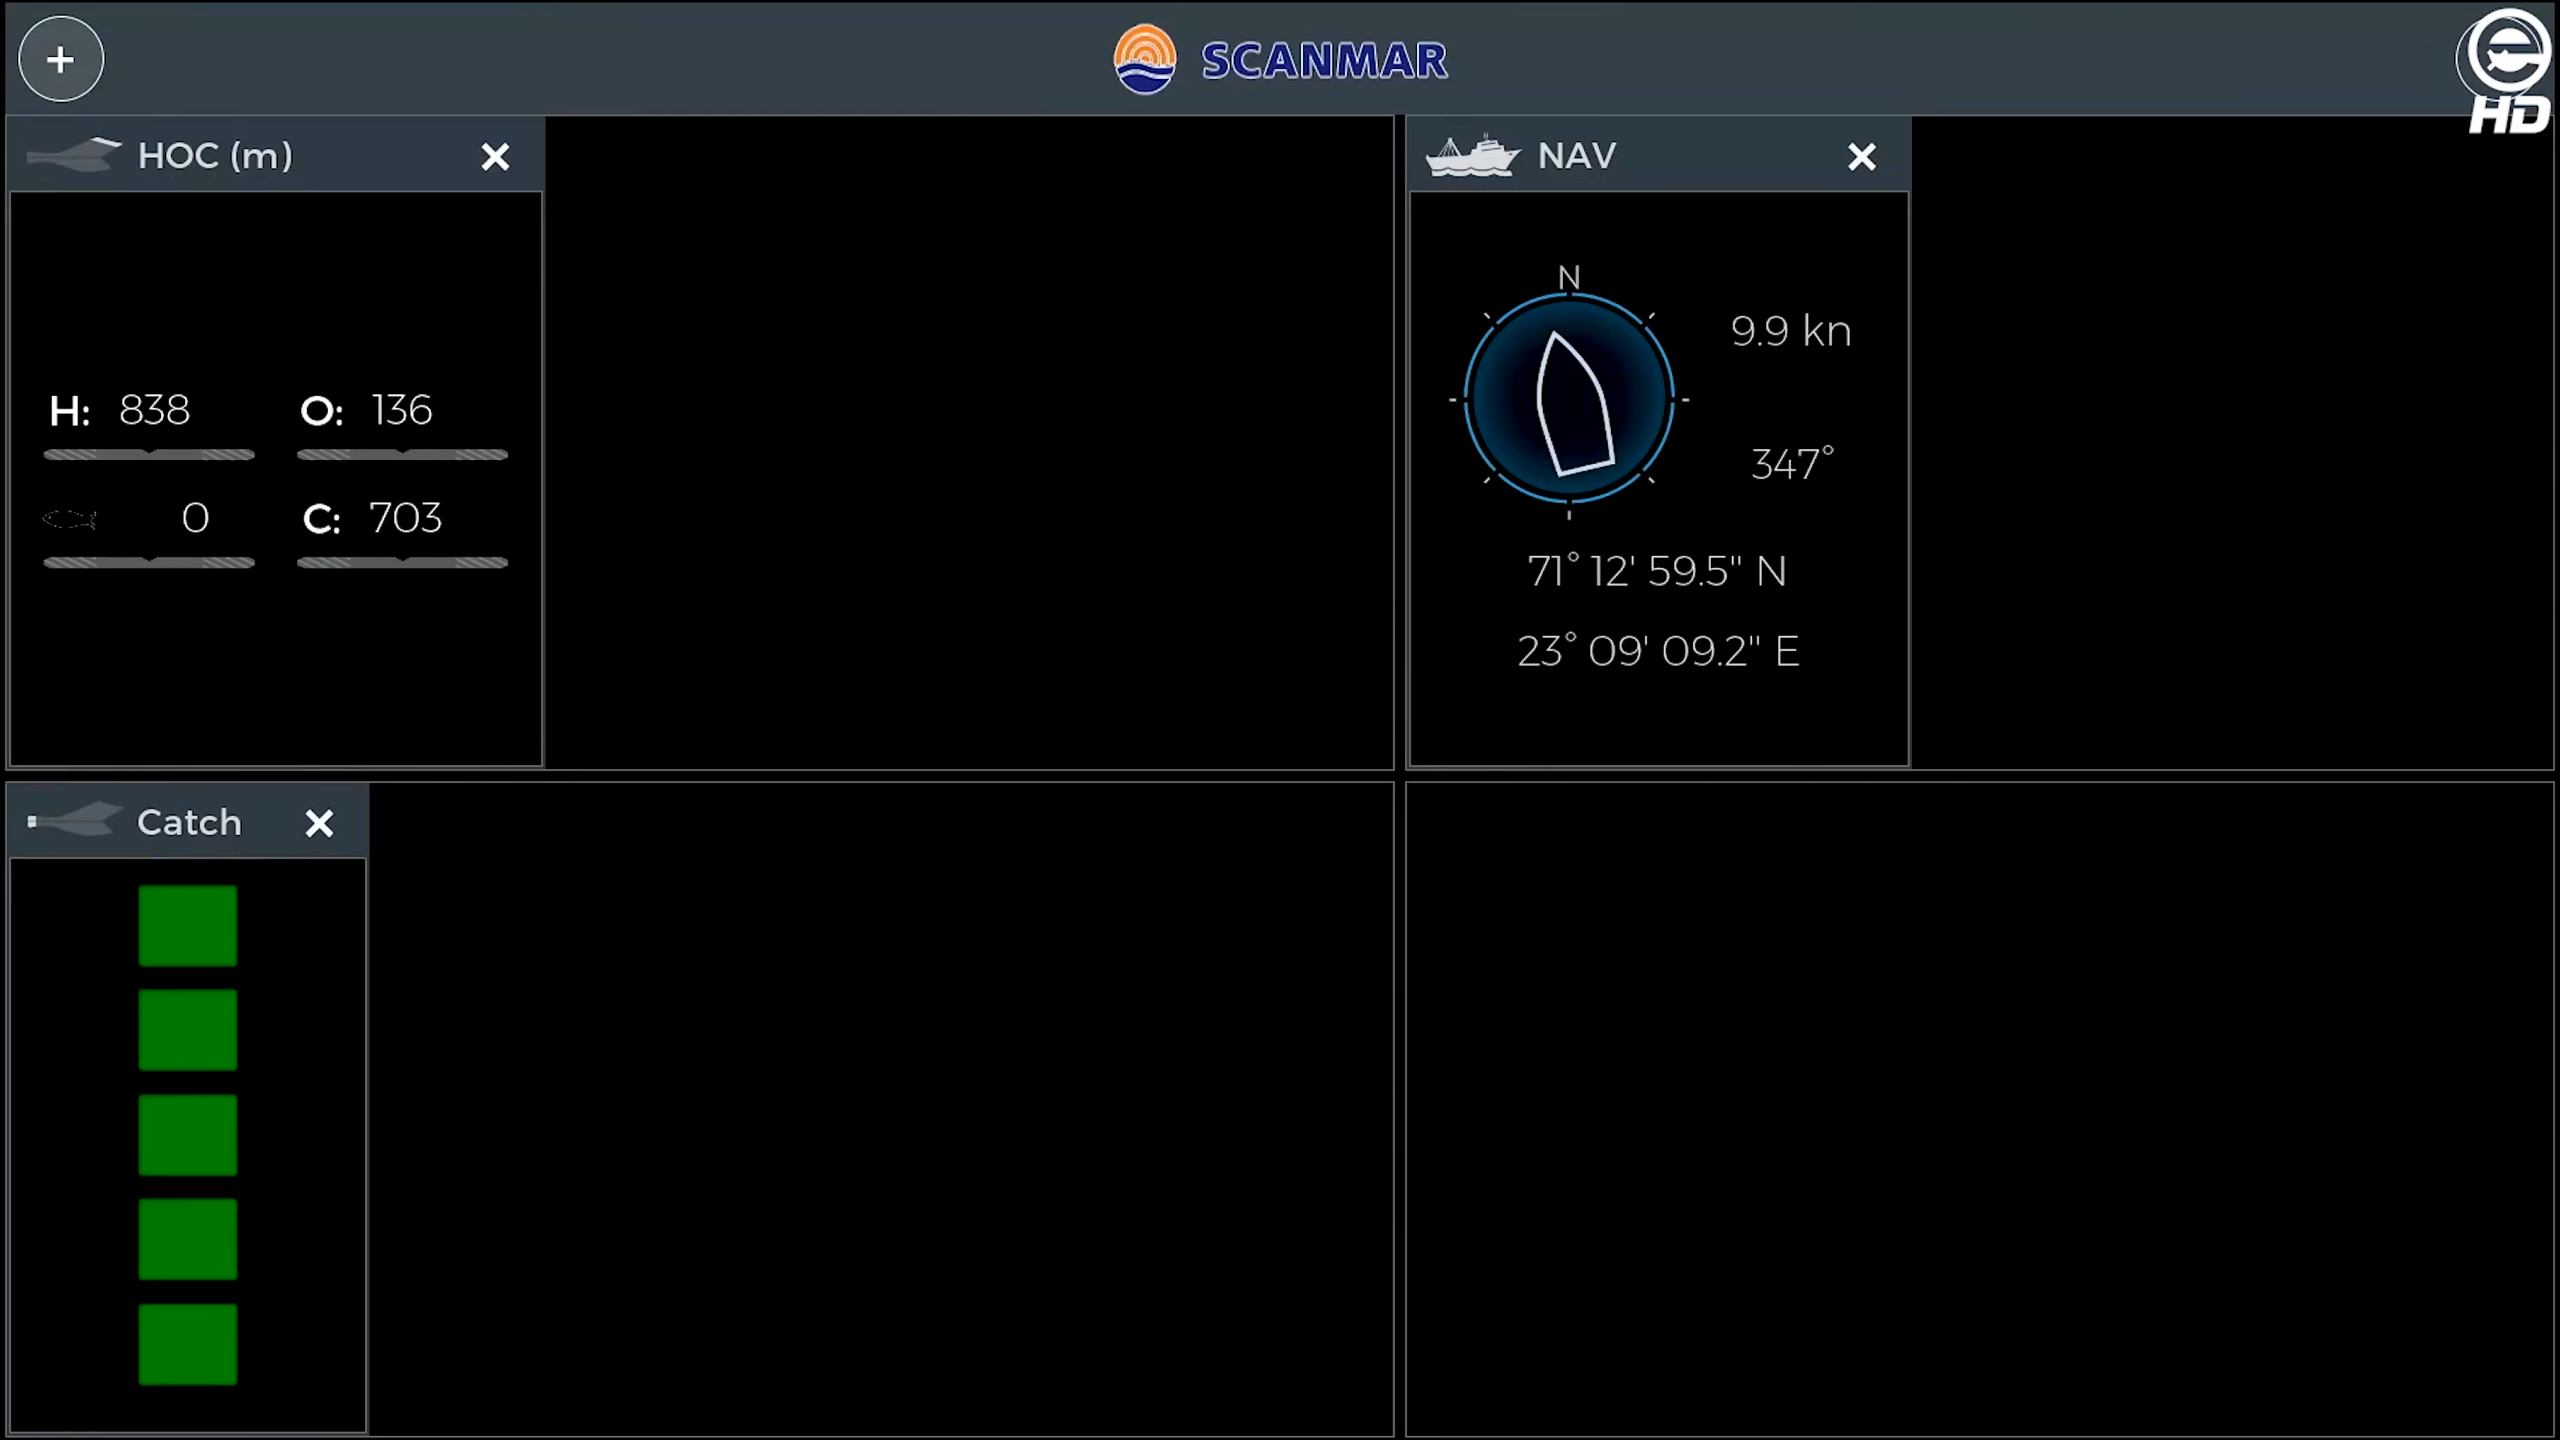 +
SCANMAR
e
HD
HOC (m)
H: 838
O: 136
0
C: 703
NAV
N
9.9 kn
347°
71° 12' 59.5" N
23° 09' 09.2" E
Catch